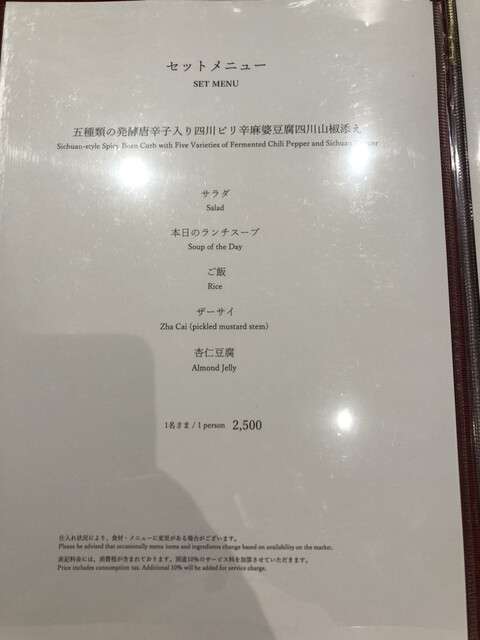 セットメニュー
SET MENU
五種類の発酵唐辛子入り四川ピリ辛麻婆豆腐四川山椒添え
Sichuan-style Spicy Bean Curb with Five Varieties of Fermented Chili Pepper and Sichuan
サラダ
Salad
本日のランチスープ
Soup of the Day
ご飯
Rice
ザーサイ
Zha Cai (pickled mustard stem)
杏仁豆腐
Almond Jelly
1名さま / 1 person 2,500
仕入れ状況により、食材・メニューに変更がある場合がございます。
Please be advised that occasionally menu items and ingredients change based on availability on the market.
表記料金には、消費税が含まれております。別途10%のサービス料を加算させていただきます。
Price includes consumption tax. Additional 10% will be added for service charge.